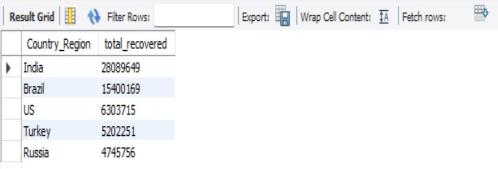 Result Grid Filter Rows: Export: Wrap Cell Content: IA Fetch rows:
Country_Region total_recovered
India 28089649
Brazil 15400169
US 6303715
Turkey 5202251
Russia 4745756